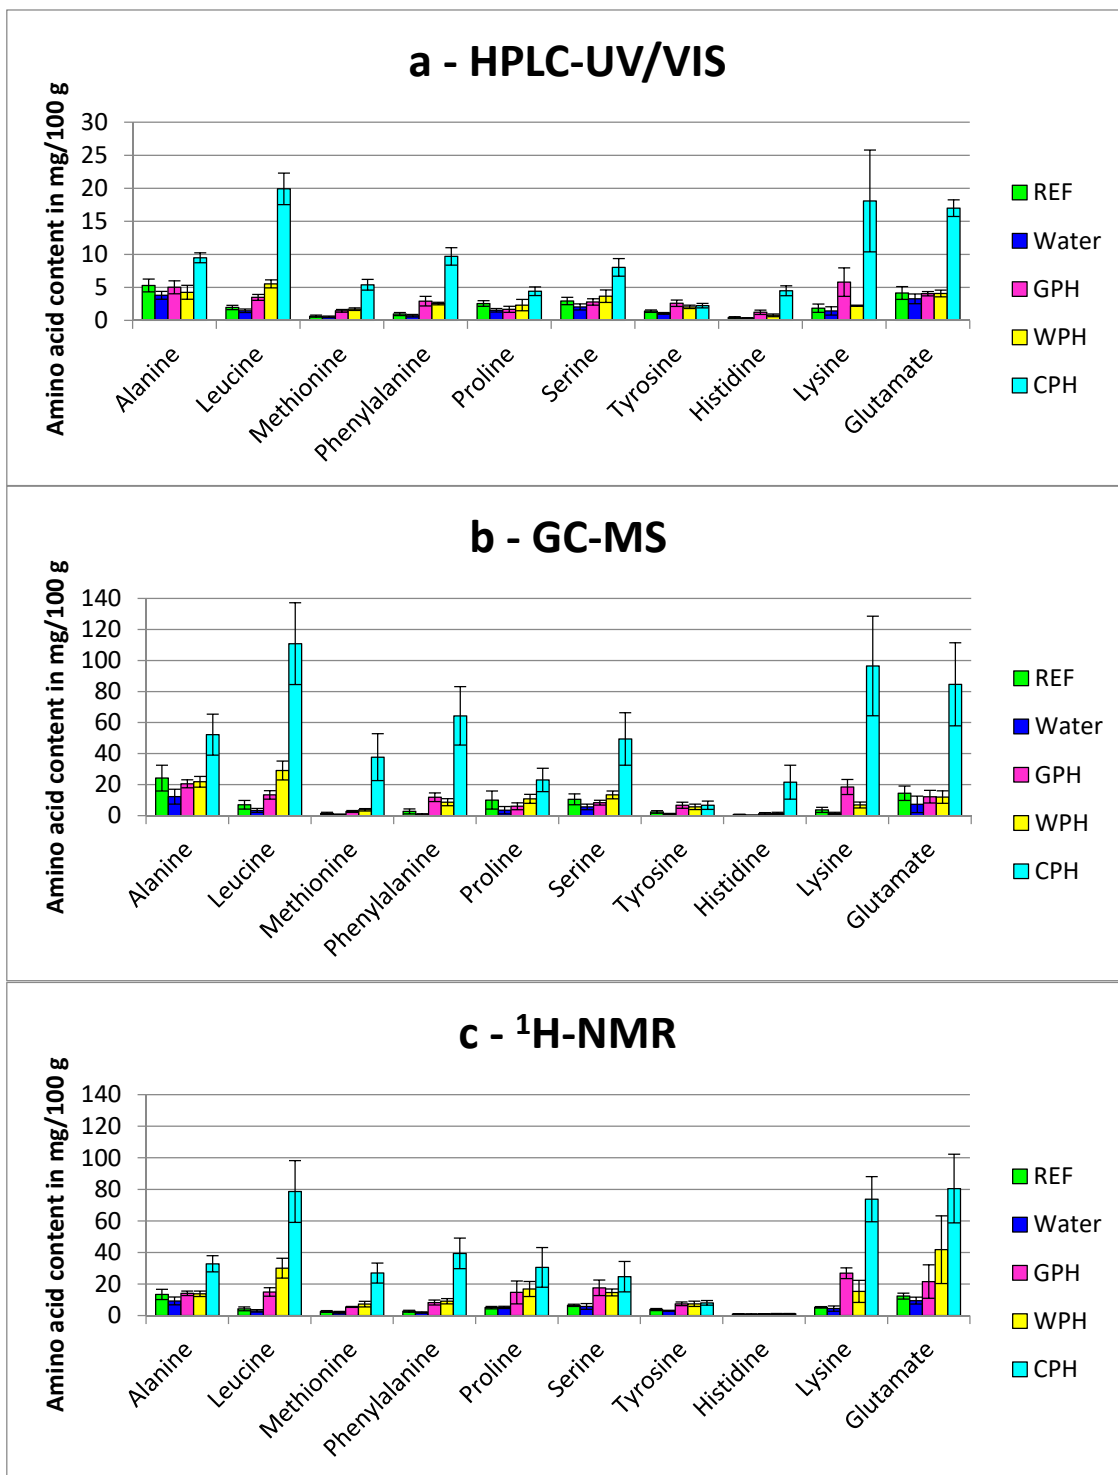 a - HPLC-UV/VIS
Amino acid content in mg/100 g
30
25
20
15
10
5
0
Alanine
Leucine
Methionine
Phenylalanine
Proline
Serine
Tyrosine
Histidine
Lysine
Glutamate
REF
Water
GPH
WPH
CPH
b - GC-MS
Amino acid content in mg/100 g
140
120
100
80
60
40
20
0
Alanine
Leucine
Methionine
Phenylalanine
Proline
Serine
Tyrosine
Histidine
Lysine
Glutamate
REF
Water
GPH
WPH
CPH
c - ¹H-NMR
Amino acid content in mg/100 g
140
120
100
80
60
40
20
0
Alanine
Leucine
Methionine
Phenylalanine
Proline
Serine
Tyrosine
Histidine
Lysine
Glutamate
REF
Water
GPH
WPH
CPH